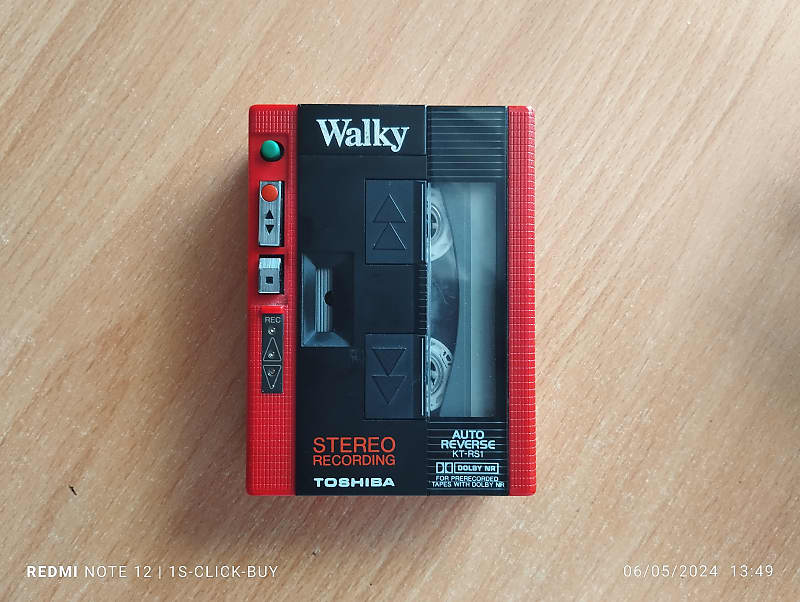 Walky
REC
STEREO
RECORDING
TOSHIBA
AUTO
REVERSE
KT-RS1
DOLBY NR
FOR PRERECORDED
TAPES WITH DOLBY NR
REDMI NOTE 12 | 1S-CLICK-BUY
06/05/2024 13:49